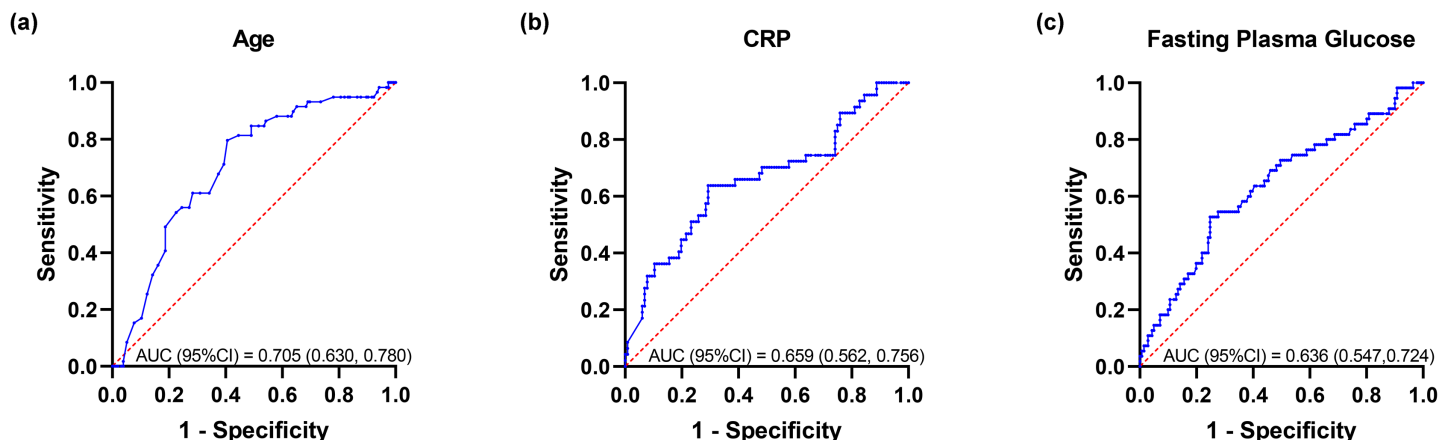 (a)
Age
Sensitivity
1.0
0.8
0.6
0.4
0.2
0.0
AUC (95%CI) = 0.705 (0.630, 0.780)
0.0 0.2 0.4 0.6 0.8 1.0
1 - Specificity
(b)
CRP
Sensitivity
1.0
0.8
0.6
0.4
0.2
0.0
AUC (95%CI) = 0.659 (0.562, 0.756)
0.0 0.2 0.4 0.6 0.8 1.0
1 - Specificity
(c)
Fasting Plasma Glucose
Sensitivity
1.0
0.8
0.6
0.4
0.2
0.0
AUC (95%CI) = 0.636 (0.547,0.724)
0.0 0.2 0.4 0.6 0.8 1.0
1 - Specificity